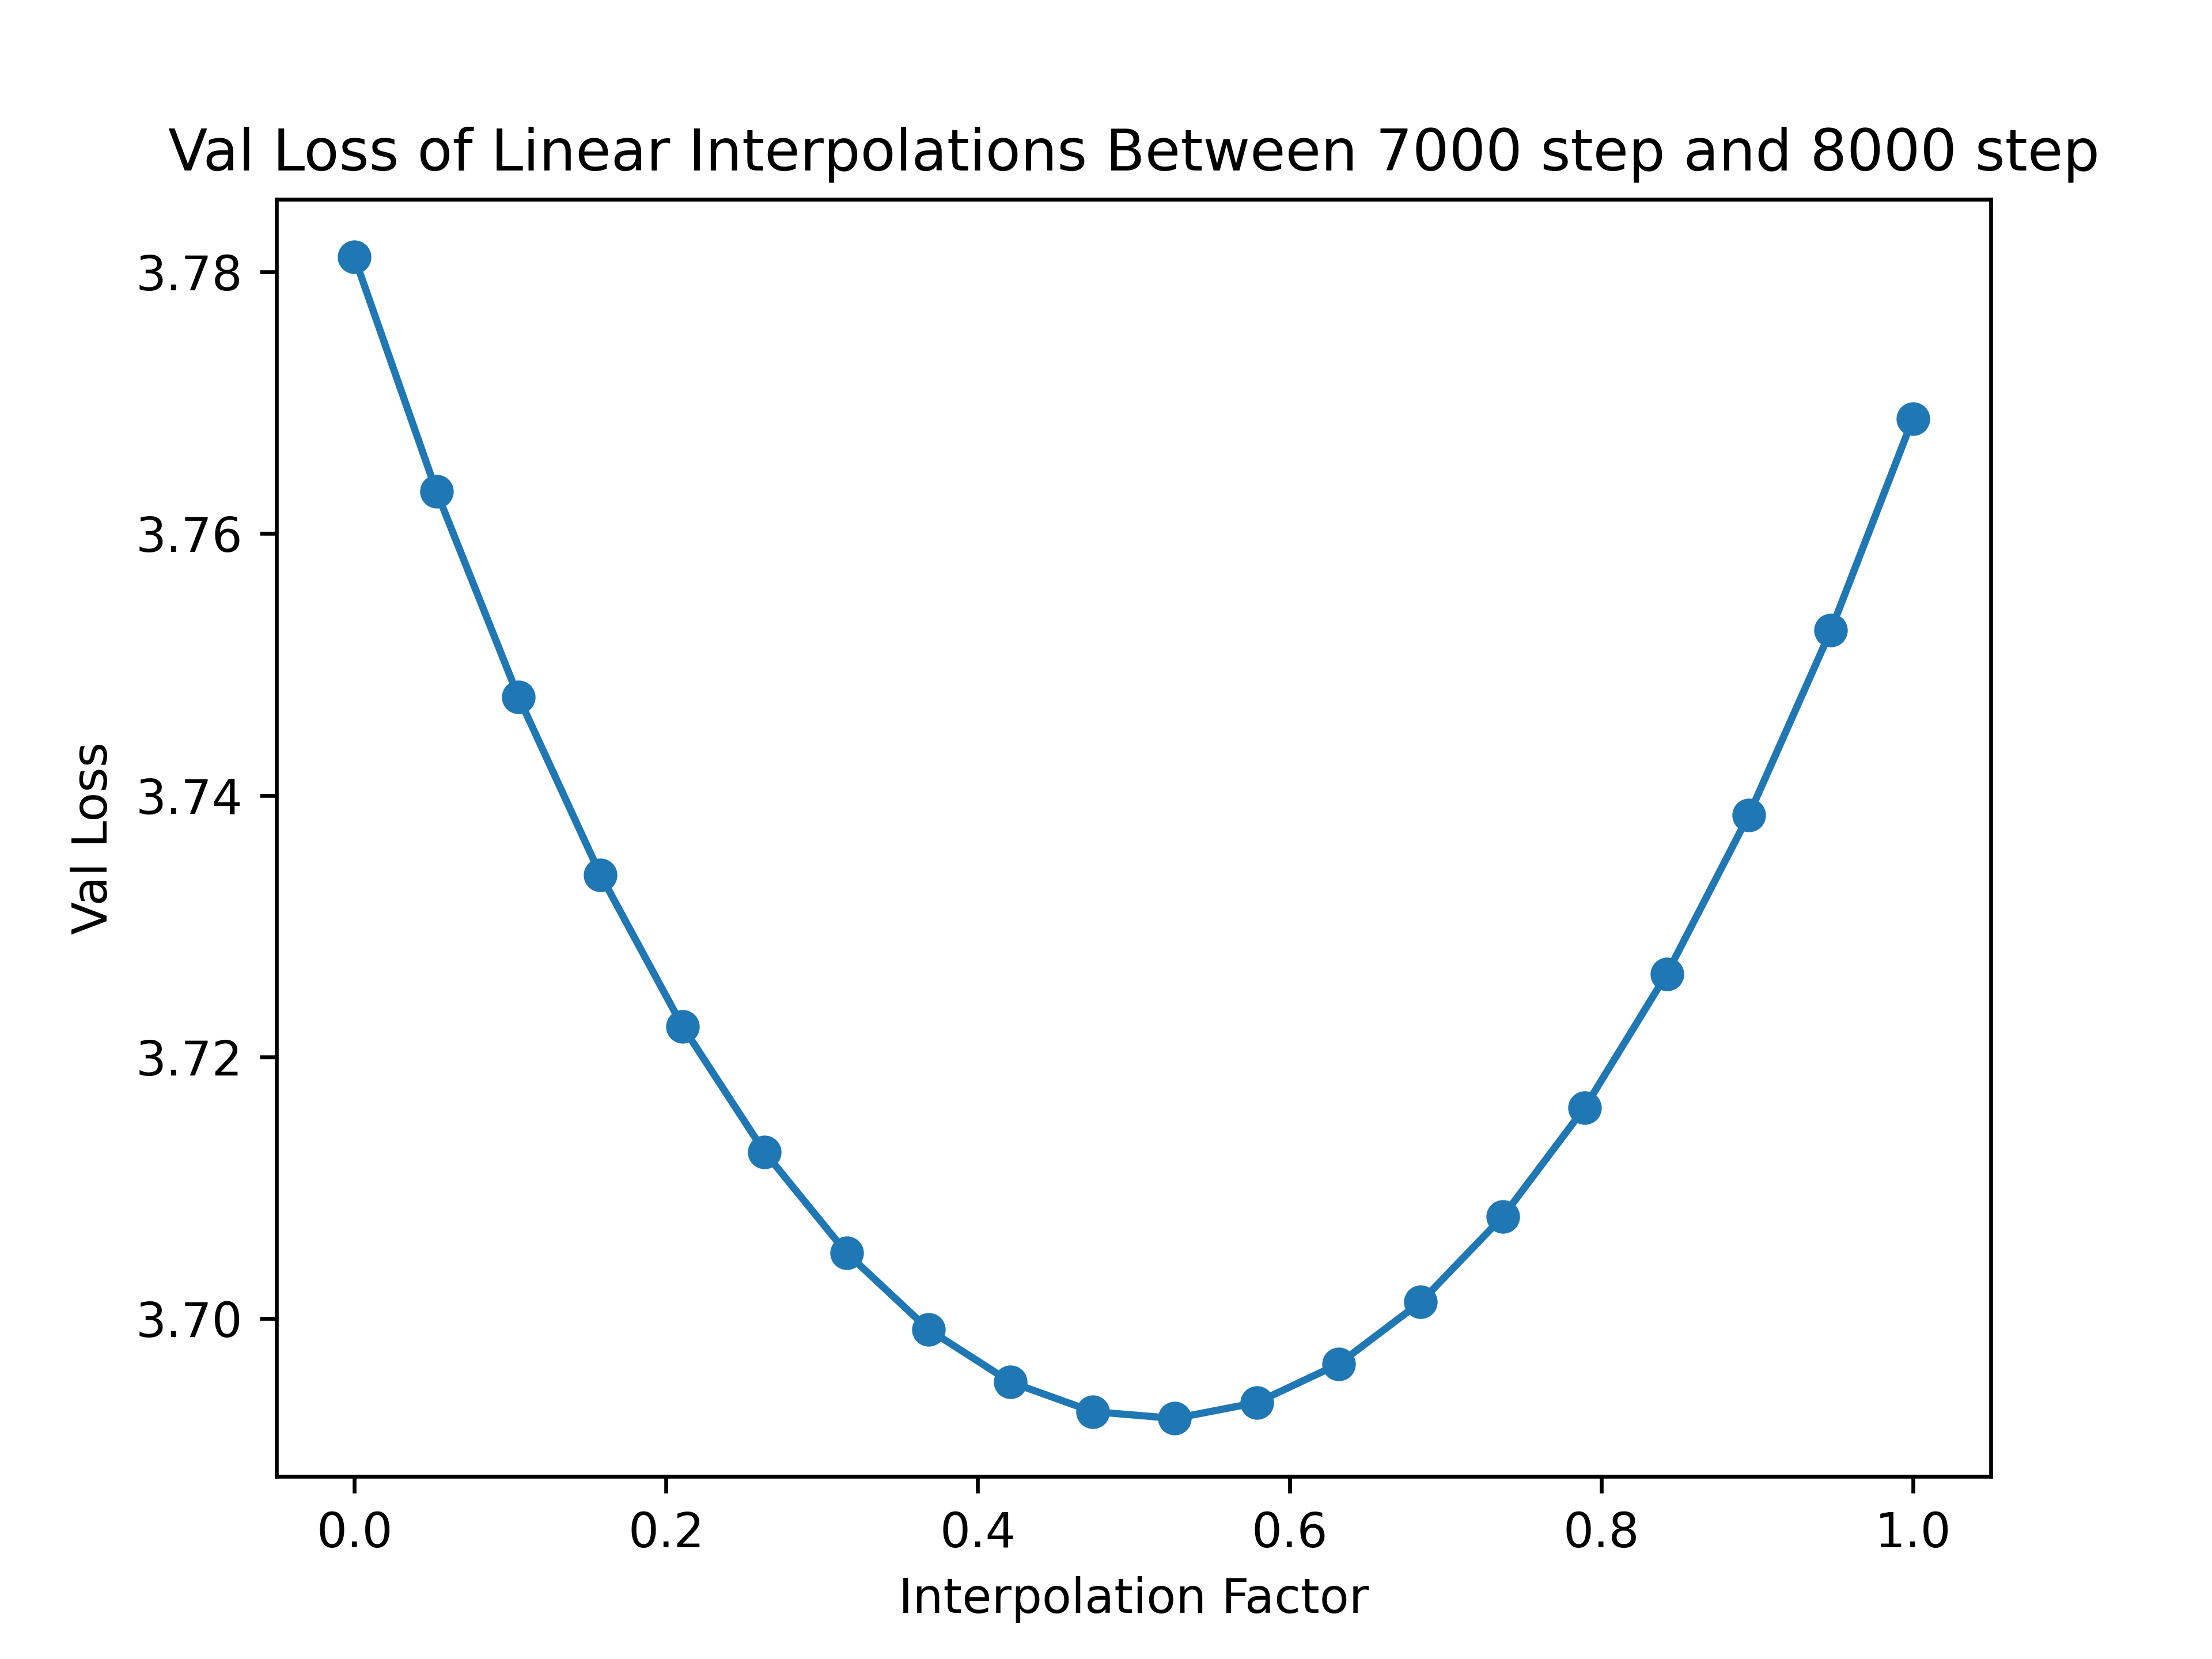 Val Loss of Linear Interpolations Between 7000 step and 8000 step
3.78
3.76
3.74
3.72
3.70
Val Loss
0.0 0.2 0.4 0.6 0.8 1.0
Interpolation Factor